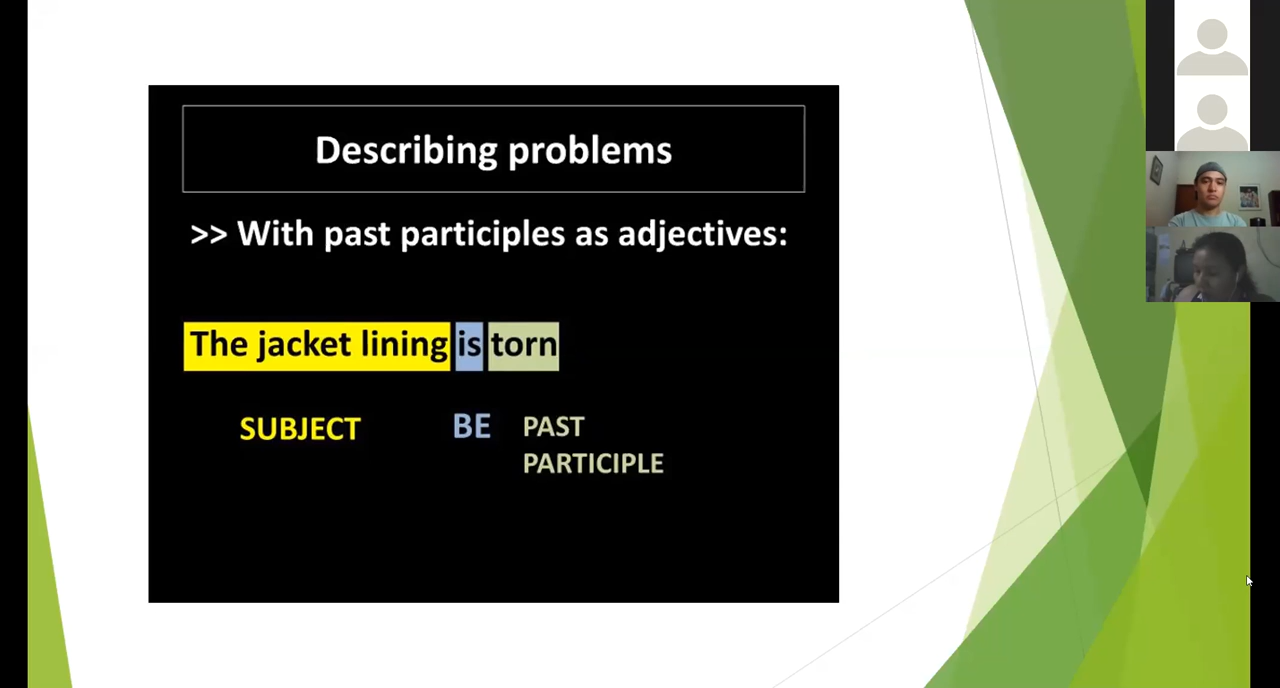 Describing problems
>> With past participles as adjectives:
The jacket lining is torn
SUBJECT BE PAST
PARTICIPLE